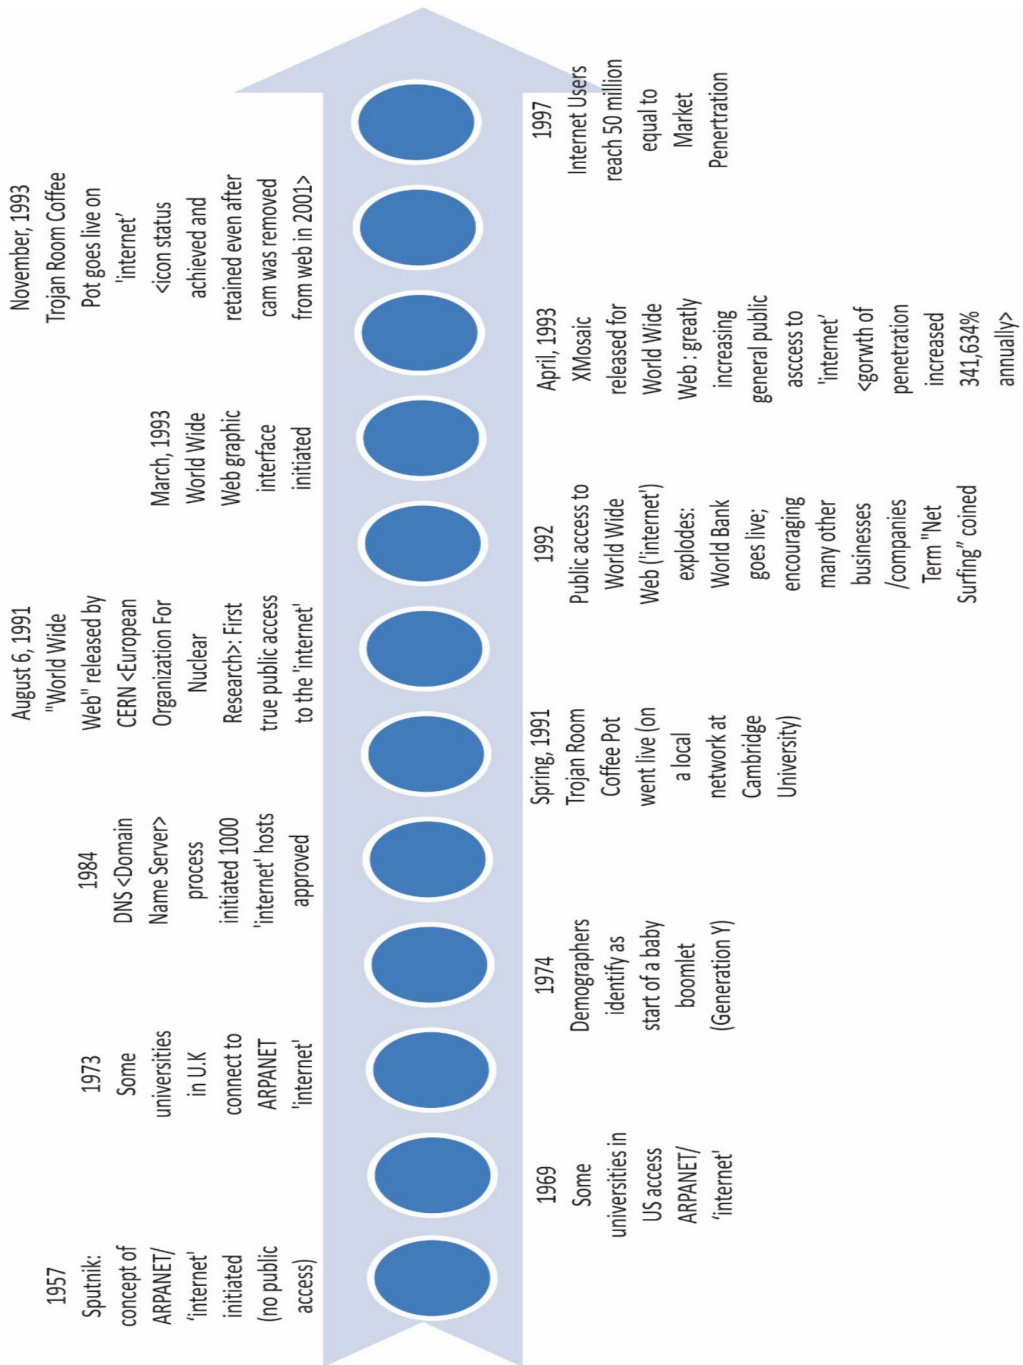 1957
Sputnik:
concept of
ARPANET/
‘internet'
initiated
(no public
access)
1969
Some
universities in
US access
ARPANET/
‘internet'
1973
Some
universities
in U.K
connect to
ARPANET
'internet'
1974
Demographers
identify as
start of a baby
boomlet
(Generation Y)
1984
DNS <Domain
Name Server>
process
initiated 1000
'internet' hosts
approved
Spring, 1991
Trojan Room
Coffee Pot
went live (on
a local
network at
Cambridge
University)
August 6, 1991
"World Wide
Web" released by
CERN <European
Organization For
Nuclear
Research>: First
true public access
to the 'internet'
1992
Public access to
World Wide
Web ('internet')
explodes:
World Bank
goes live;
encouraging
many other
businesses
/companies
Term "Net
Surfing” coined
March, 1993
World Wide
Web graphic
interface
initiated
April, 1993
XMosaic
released for
World Wide
Web : greatly
increasing
general public
asccess to
'internet’
<gorwth of
penetration
increased
341,634%
annually>
November, 1993
Trojan Room Coffee
Pot goes live on
'internet’
<icon status
achieved and
retained even after
cam was removed
from web in 2001>
1997
Internet Users
reach 50 million
equal to
Market
Penertration